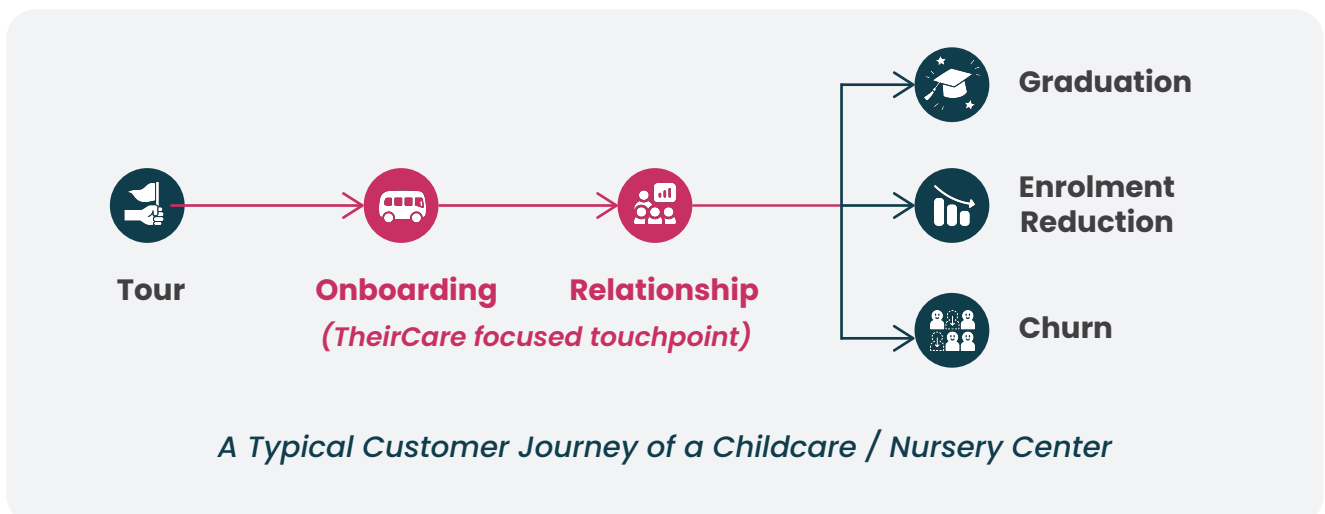 Graduation
Enrolment
Reduction
Tour
Onboarding
Relationship
(TheirCare focused touchpoint)
Churn
A Typical Customer Journey of a Childcare / Nursery Center